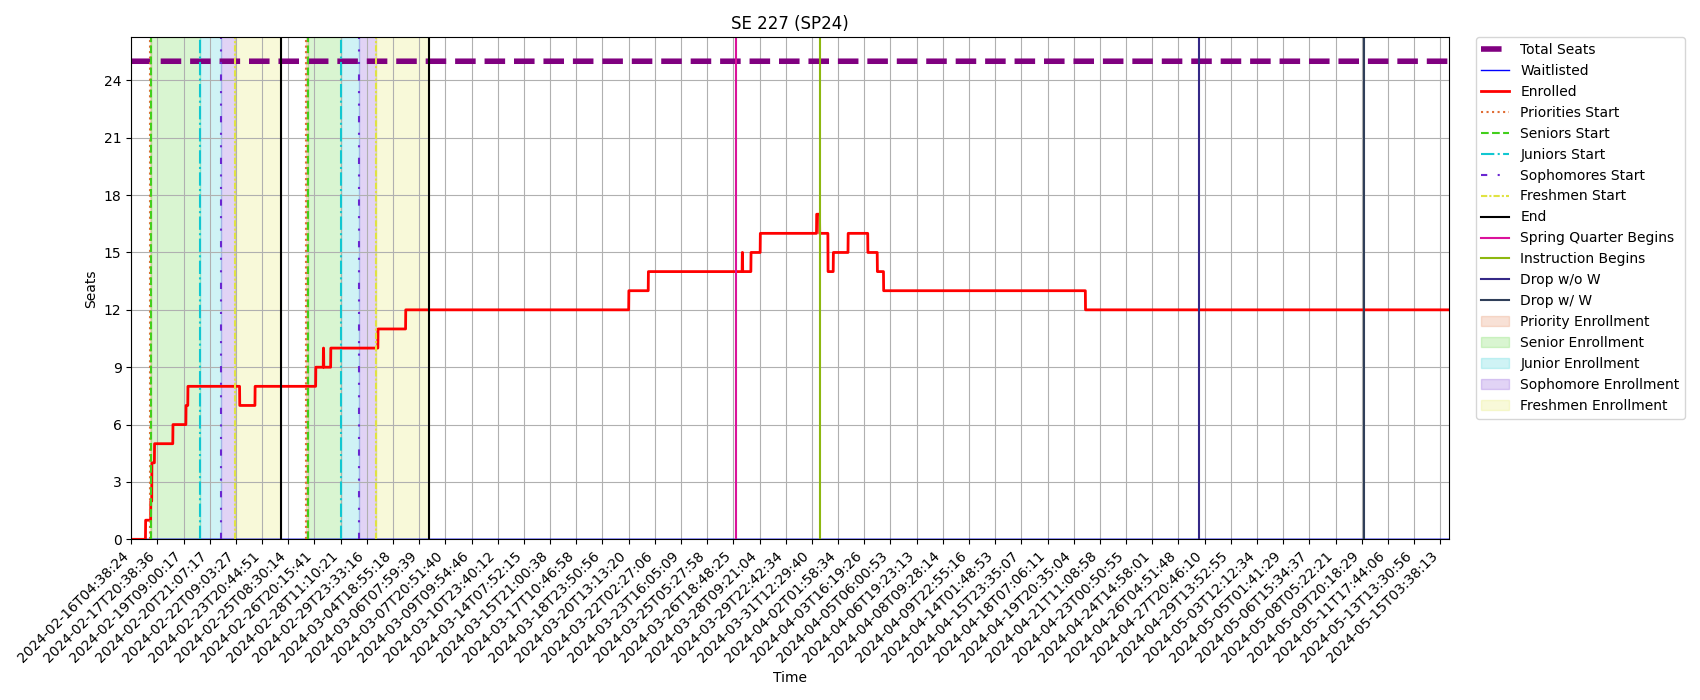 SE 227 (SP24)
Seats
24
21
18
15
12
9
6
3
0
2024-02-16T04:38:24
2024-02-17T20:38:36
2024-02-19T09:00:17
2024-02-20T21:07:17
2024-02-22T09:03:27
2024-02-23T20:44:51
2024-02-25T08:30:14
2024-02-26T20:15:41
2024-02-28T11:10:21
2024-02-29T23:33:16
2024-03-04T18:55:18
2024-03-06T07:59:39
2024-03-07T20:51:40
2024-03-09T09:54:46
2024-03-10T23:40:12
2024-03-14T07:52:15
2024-03-15T21:00:38
2024-03-17T10:46:58
2024-03-18T23:50:56
2024-03-20T13:13:20
2024-03-22T02:27:06
2024-03-23T16:05:09
2024-03-25T05:27:58
2024-03-26T18:48:25
2024-03-28T09:21:04
2024-03-29T22:42:34
2024-03-31T12:29:40
2024-04-02T01:58:34
2024-04-03T16:19:26
2024-04-05T06:00:53
2024-04-06T19:23:13
2024-04-08T09:28:14
2024-04-09T22:55:16
2024-04-14T01:48:53
2024-04-15T23:35:07
2024-04-18T07:06:11
2024-04-19T20:35:04
2024-04-21T11:08:58
2024-04-23T00:50:55
2024-04-24T14:58:01
2024-04-26T04:51:48
2024-04-27T20:46:10
2024-04-29T13:52:55
2024-05-03T12:12:34
2024-05-05T01:41:29
2024-05-06T15:34:37
2024-05-08T05:22:21
2024-05-09T20:18:29
2024-05-11T17:44:06
2024-05-13T13:30:56
2024-05-15T03:38:13
Time
Total Seats
Waitlisted
Enrolled
Priorities Start
Seniors Start
Juniors Start
Sophomores Start
Freshmen Start
End
Spring Quarter Begins
Instruction Begins
Drop w/o W
Drop w/ W
Priority Enrollment
Senior Enrollment
Junior Enrollment
Sophomore Enrollment
Freshmen Enrollment